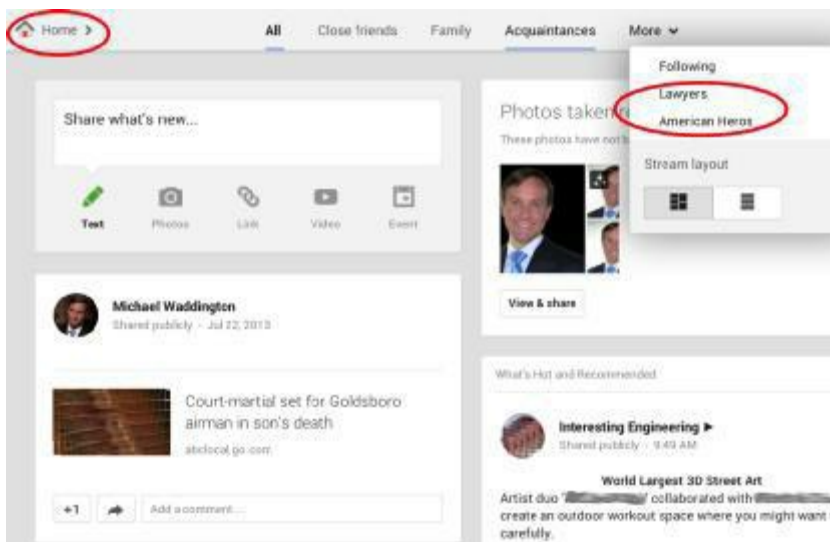 Home
All Close friends Family Acquaintances More
Following
Lawyers
American Heros
Stream layout
Share what's new...
Text Photos Link Video Event
Photos taken
These photos have not
View & share
Michael Waddington
Shared publicly - Jul 22, 2013
Court-martial set for Goldsboro
airman in son's death
abclocal.go.com
+1 Add a comment...
What's Hot and Recommended
Interesting Engineering
Shared publicly - 9:49 AM
World Largest 3D Street Art
Artist duo collaborated with
create an outdoor workout space where you might want
carefully.